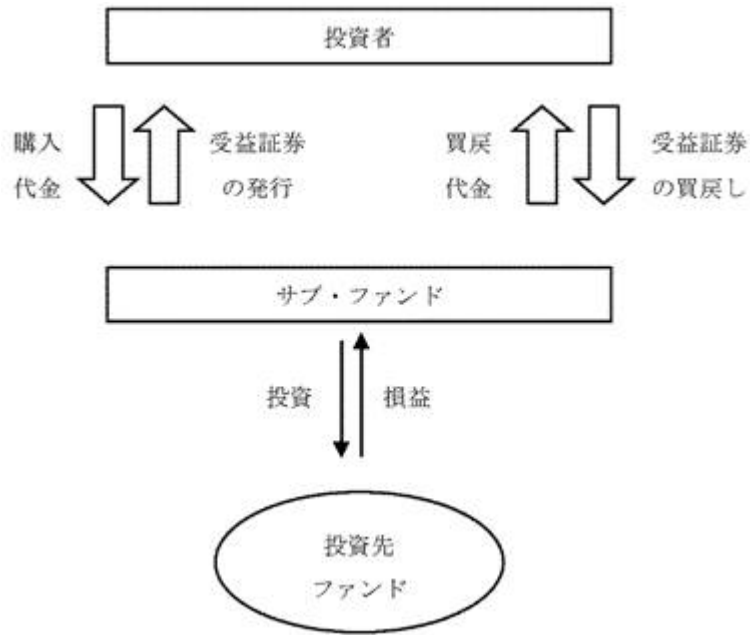 投資者
購入
代金
受益証券
の発行
買戻
代金
受益証券
の買戻し
サブ・ファンド
投資
損益
投資先
ファンド